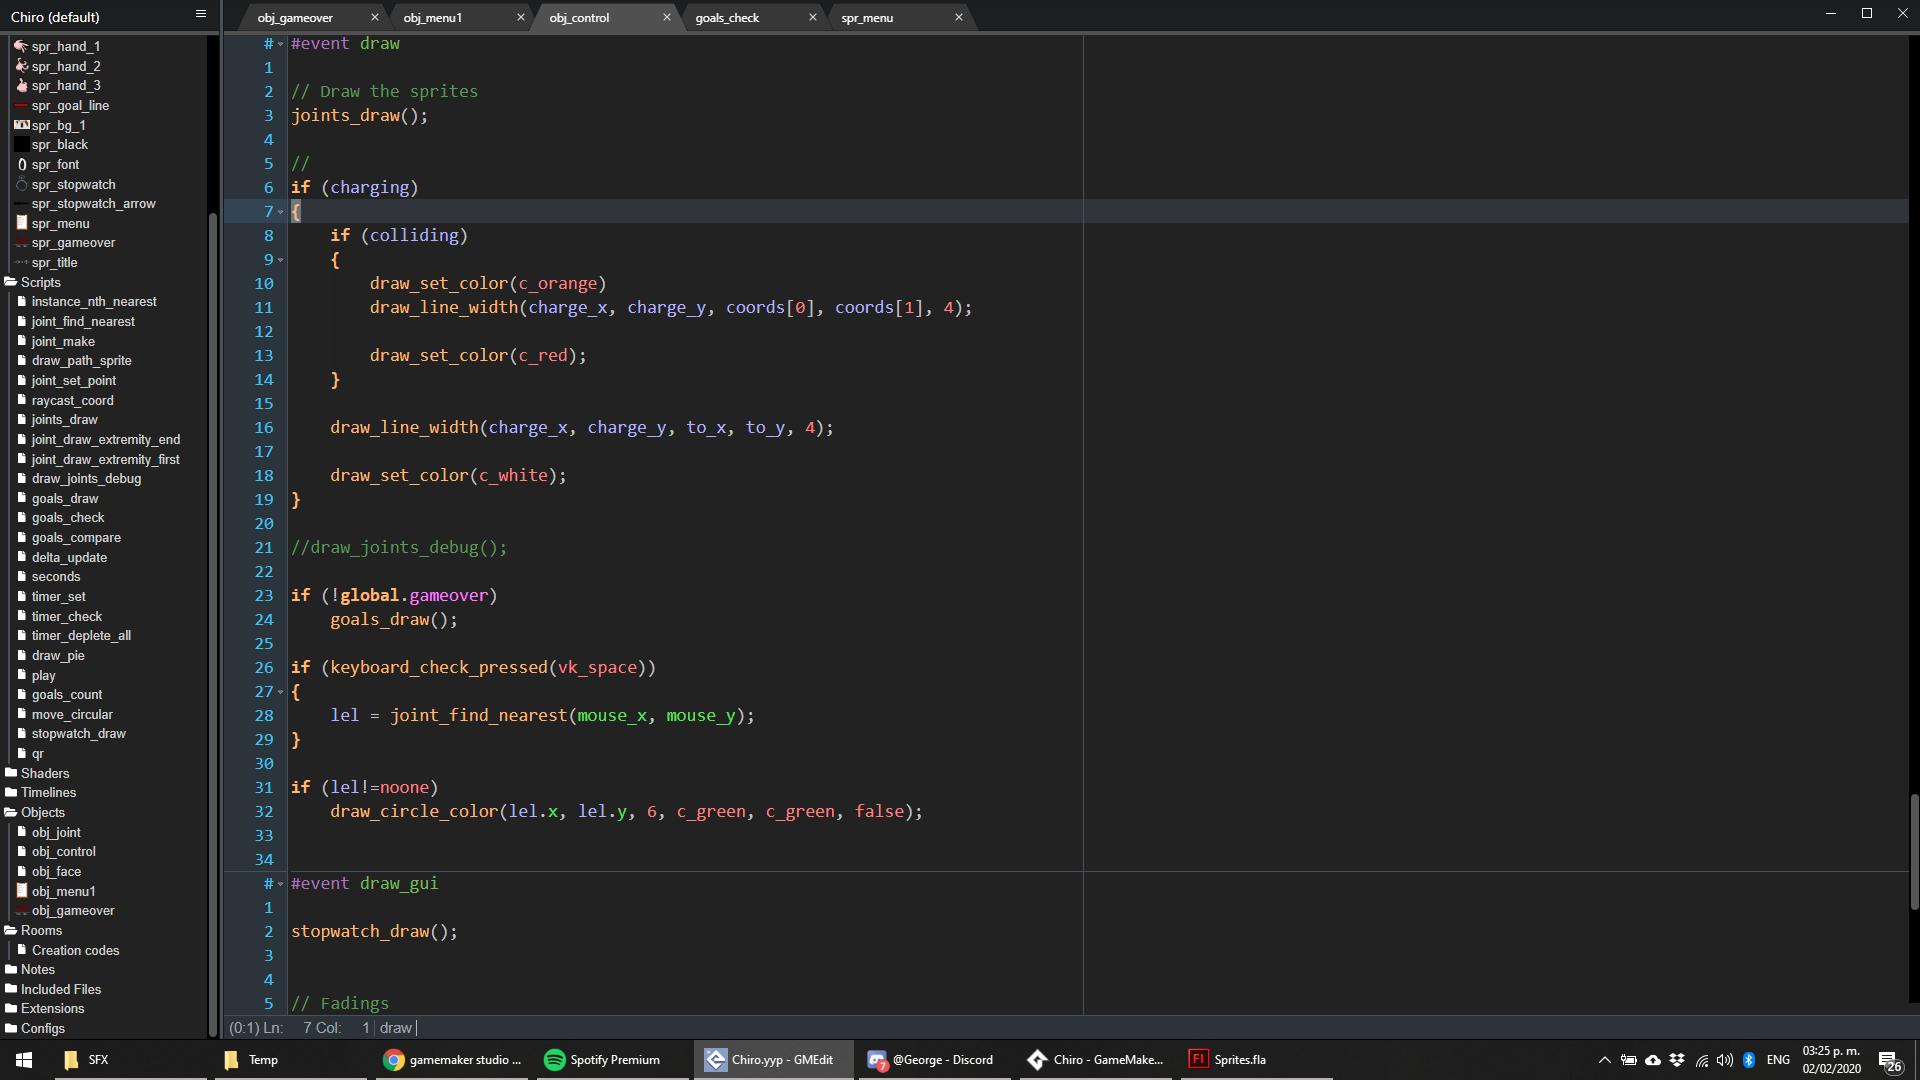 Chiro (default)
obj_gameover
obj_menu1
obj_control
goals_check
spr_menu
spr_hand_1
spr_hand_2
spr_hand_3
spr_goal_line
spr_bg_1
spr_black
spr_font
spr_stopwatch
spr_stopwatch_arrow
spr_menu
spr_gameover
spr_title
Scripts
instance_nth_nearest
joint_find_nearest
joint_make
draw_path_sprite
joint_set_point
raycast_coord
joints_draw
joint_draw_extremity_end
joint_draw_extremity_first
draw_joints_debug
goals_draw
goals_check
goals_compare
delta_update
seconds
timer_set
timer_check
timer_deplete_all
draw_pie
play
goals_count
move_circular
stopwatch_draw
qr
Shaders
Timelines
Objects
obj_joint
obj_control
obj_face
obj_menu1
obj_gameover
Rooms
Creation codes
Notes
Included Files
Extensions
Configs
# #event draw
1
2 // Draw the sprites
3 joints_draw();
4
5 //
6 if (charging)
7 {
8 if (colliding)
9 {
10 draw_set_color(c_orange)
11 draw_line_width(charge_x, charge_y, coords[0], coords[1], 4);
12
13 draw_set_color(c_red);
14 }
15
16 draw_line_width(charge_x, charge_y, to_x, to_y, 4);
17
18 draw_set_color(c_white);
19 }
20
21 //draw_joints_debug();
22
23 if (!global.gameover)
24 goals_draw();
25
26 if (keyboard_check_pressed(vk_space))
27 {
28 lel = joint_find_nearest(mouse_x, mouse_y);
29 }
30
31 if (lel!=noone)
32 draw_circle_color(lel.x, lel.y, 6, c_green, c_green, false);
33
34
# #event draw_gui
1
2 stopwatch_draw();
3
4
5 // Fadings
(0:1) Ln: 7 Col: 1 draw
SFX
Temp
gamemaker studio ...
Spotify Premium
Chiro.yyp - GMEdit
7
@George - Discord
Chiro - GameMake...
Fl
Sprites.fla
ENG
03:25 p. m.
02/02/2020
26